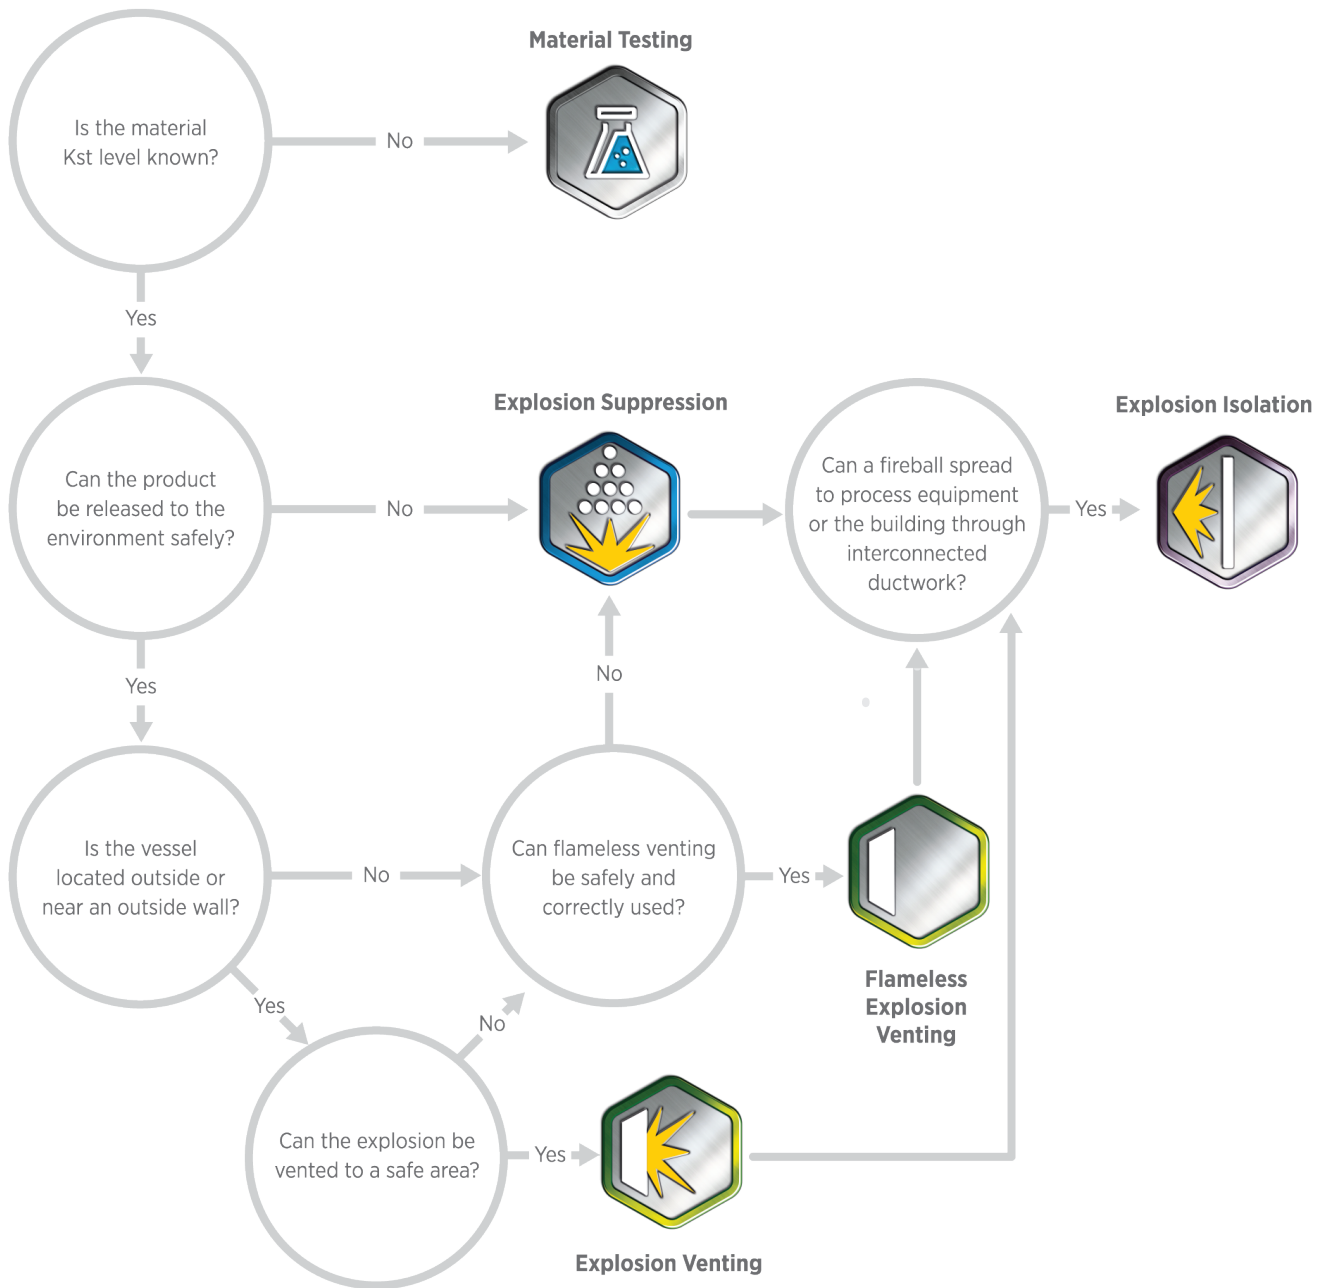 Material Testing
Is the material
Kst level known?
No
Yes
Explosion Suppression
Explosion Isolation
Can the product
be released to the
environment safely?
No
Can a fireball spread
to process equipment
or the building through
interconnected
ductwork?
Yes
Yes
No
Is the vessel
located outside or
near an outside wall?
No
Can flameless venting
be safely and
correctly used?
Yes
Flameless
Explosion
Venting
Yes
No
Can the explosion be
vented to a safe area?
Yes
Explosion Venting